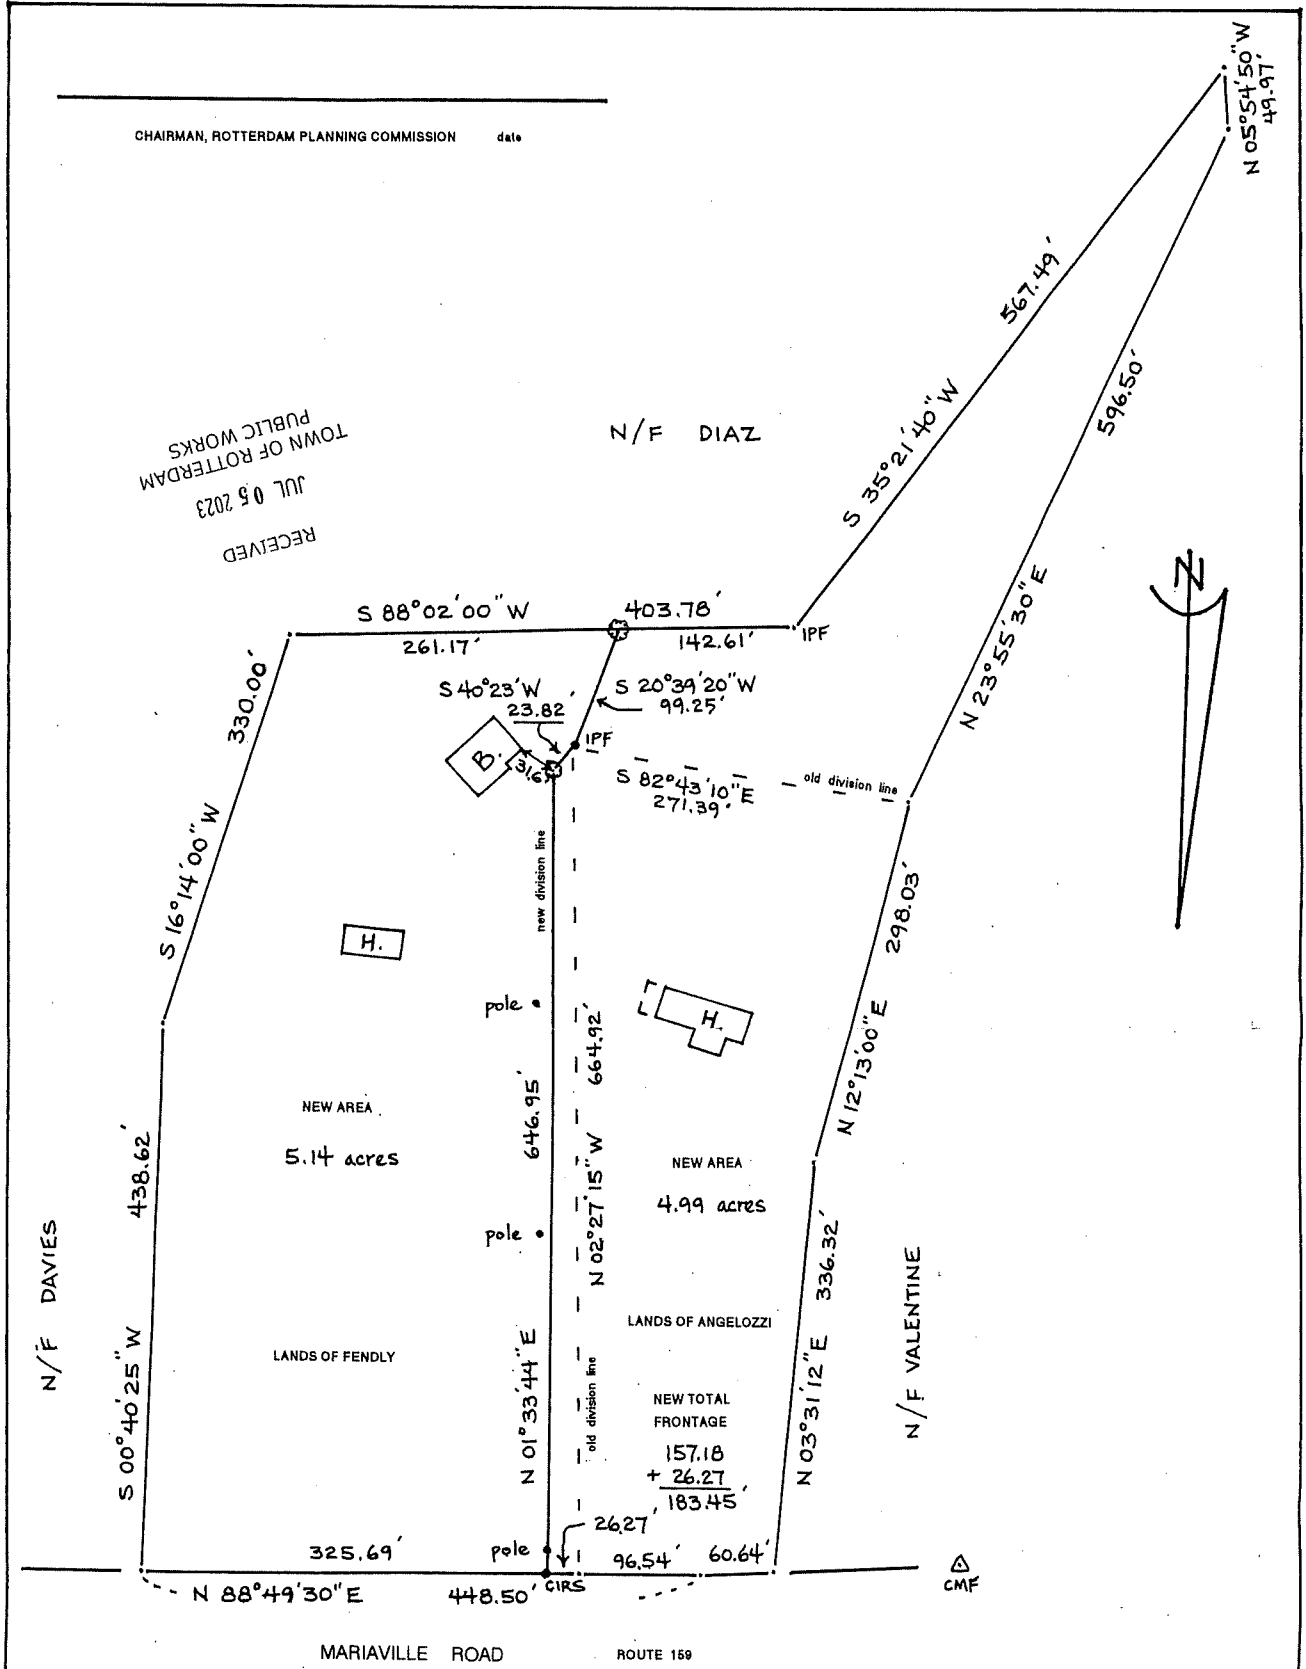 CHAIRMAN, ROTTERDAM PLANNING COMMISSION date
N 05°54'50" W
49.97'
567.49'
S 35°21'40" W
596.50'
N 23°55'30" E
N/F DIAZ
RECEIVED
JUL 05 2023
TOWN OF ROTTERDAM
PUBLIC WORKS
N
S 88°02'00" W 403.78'
261.17' 142.61' IPF
330.00'
S 16°14'00" W
S 40°23' W
23.82'
S 20°39'20" W
99.25'
IPF
B.
31.6'
S 82°43'10" E
271.39'
old division line
new division line
298.03'
N 12°13'00" E
H.
pole
H.
664.92'
N 02°27'15" W
646.95'
N 01°33'44" E
NEW AREA
5.14 acres
NEW AREA
4.99 acres
438.62'
S 00°40'25" W
pole
N/F DAVIES
336.32'
N 03°31'12" E
N/F VALENTINE
LANDS OF ANGELOZZI
LANDS OF FENDLY
old division line
NEW TOTAL
FRONTAGE
157.18
+ 26.27
183.45'
26.27'
325.69' pole 96.54' 60.64'
CIRS
CMF
N 88°49'30" E 448.50'
MARIAVILLE ROAD ROUTE 159